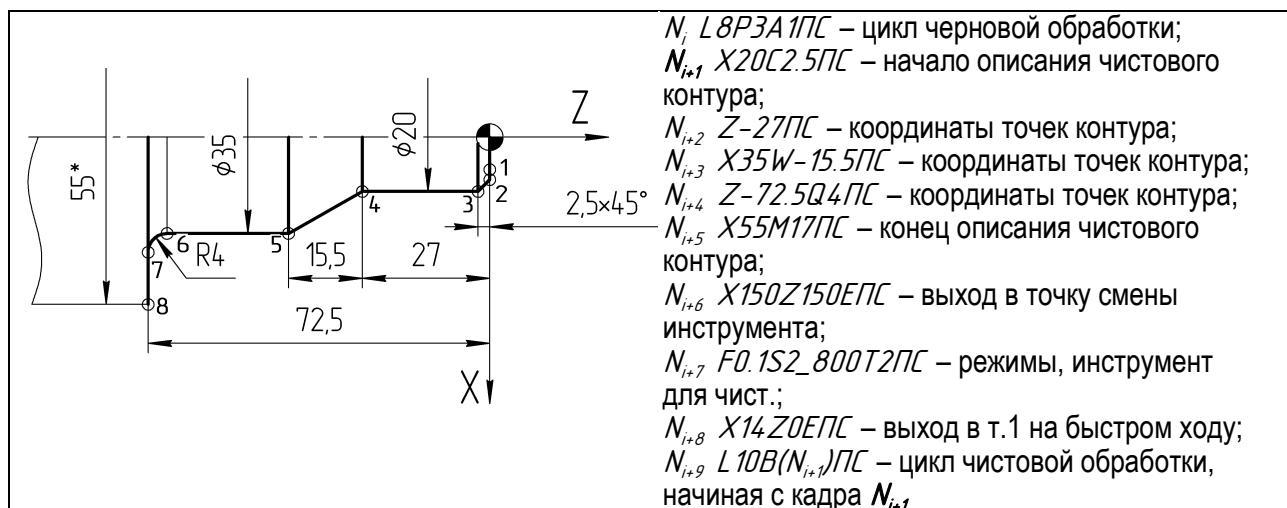 Z
X
55*
⌀35
⌀20
1
2
3
4
5
6
7
8
R4
2,5×45°
15,5
27
72,5
Ni L8P3A1ПС – цикл черновой обработки;
Ni+1 X20C2.5ПС – начало описания чистового
контура;
Ni+2 Z-27ПС – координаты точек контура;
Ni+3 X35W-15.5ПС – координаты точек контура;
Ni+4 Z-72.5Q4ПС – координаты точек контура;
Ni+5 X55M17ПС – конец описания чистового
контура;
Ni+6 X150Z150EПС – выход в точку смены
инструмента;
Ni+7 F0.1S2_800T2ПС – режимы, инструмент
для чист.;
Ni+8 X14Z0EПС – выход в т.1 на быстром ходу;
Ni+9 L10B(Ni+1)ПС – цикл чистовой обработки,
начиная с кадра Ni+1